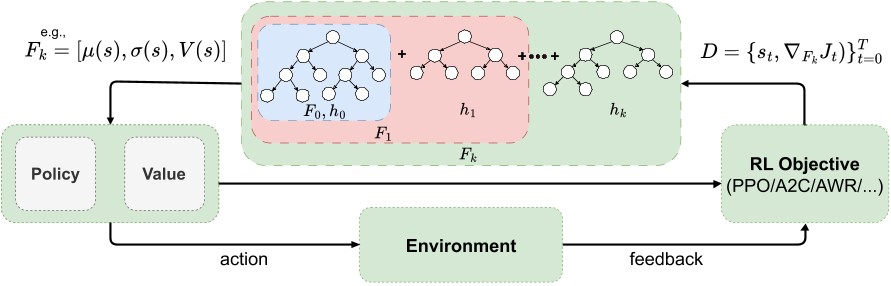 e.g.,
F_k = [μ(s), σ(s), V(s)]
+
+•••+
D = {s_t, ∇_{F_k} J_t)}_{t=0}^T
F_0, h_0
h_1
h_k
F_1
F_k
Policy
Value
RL Objective
(PPO/A2C/AWR/...)
Environment
action
feedback